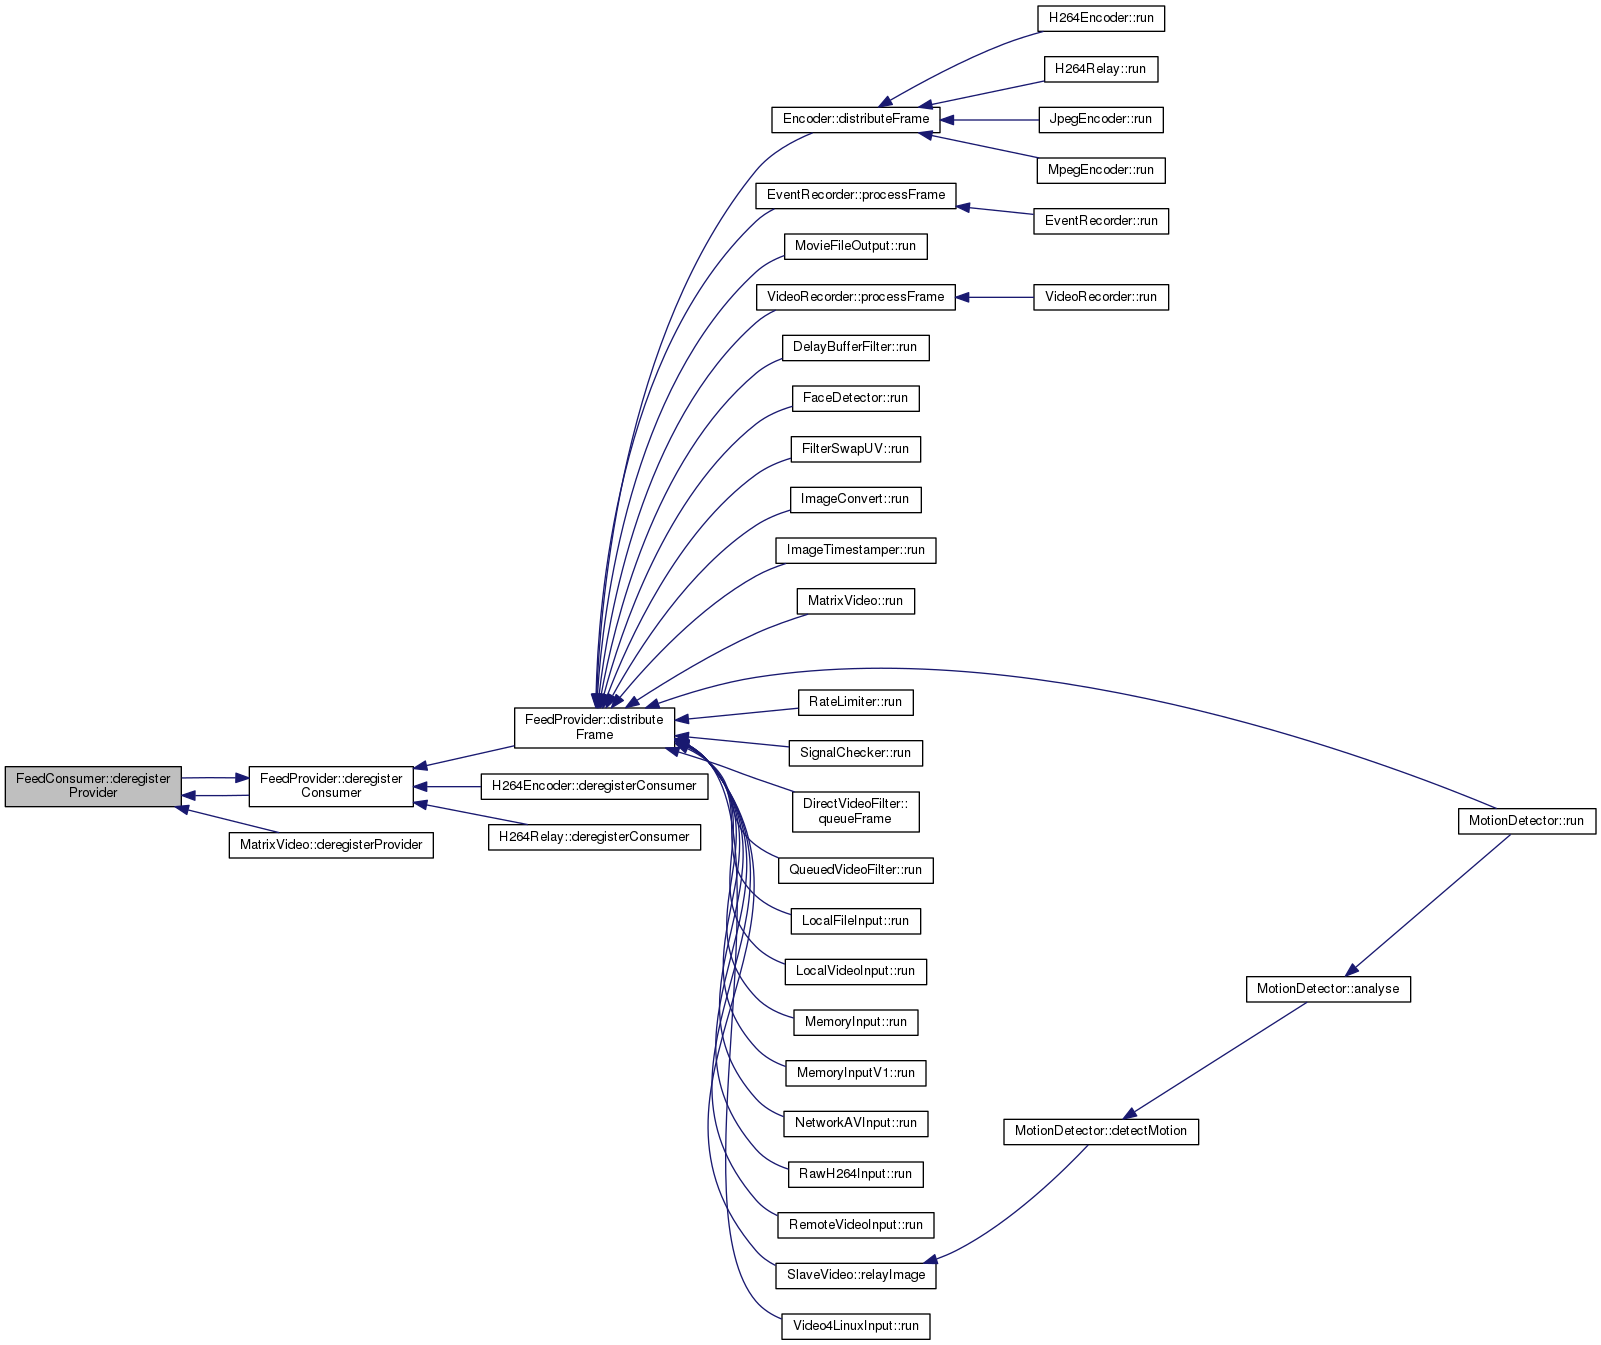 H264Encoder::run
H264Relay::run
Encoder::distributeFrame
JpegEncoder::run
MpegEncoder::run
EventRecorder::processFrame
EventRecorder::run
MovieFileOutput::run
VideoRecorder::processFrame
VideoRecorder::run
DelayBufferFilter::run
FaceDetector::run
FilterSwapUV::run
ImageConvert::run
ImageTimestamper::run
MatrixVideo::run
RateLimiter::run
FeedProvider::distribute
Frame
SignalChecker::run
FeedConsumer::deregister
Provider
FeedProvider::deregister
Consumer
H264Encoder::deregisterConsumer
DirectVideoFilter::
queueFrame
MotionDetector::run
H264Relay::deregisterConsumer
MatrixVideo::deregisterProvider
QueuedVideoFilter::run
LocalFileInput::run
LocalVideoInput::run
MotionDetector::analyse
MemoryInput::run
MemoryInputV1::run
NetworkAVInput::run
MotionDetector::detectMotion
RawH264Input::run
RemoteVideoInput::run
SlaveVideo::relayImage
Video4LinuxInput::run